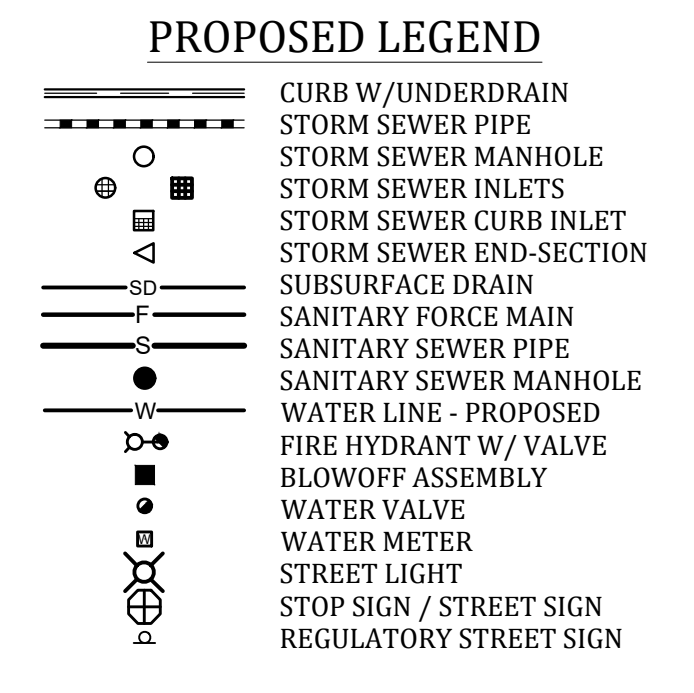 PROPOSED LEGEND
CURB W/UNDERDRAIN
STORM SEWER PIPE
STORM SEWER MANHOLE
STORM SEWER INLETS
STORM SEWER CURB INLET
STORM SEWER END-SECTION
SD SUBSURFACE DRAIN
F SANITARY FORCE MAIN
S SANITARY SEWER PIPE
SANITARY SEWER MANHOLE
W WATER LINE - PROPOSED
FIRE HYDRANT W/ VALVE
BLOWOFF ASSEMBLY
WATER VALVE
W WATER METER
STREET LIGHT
STOP SIGN / STREET SIGN
REGULATORY STREET SIGN